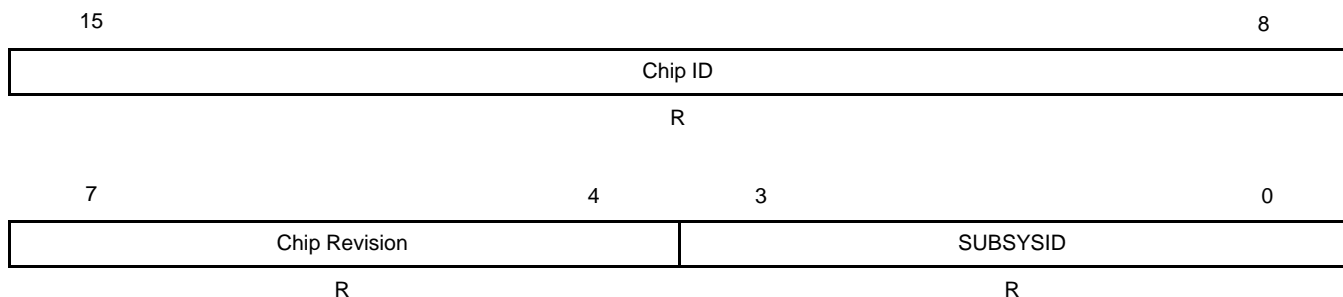 15 8
Chip ID
R
7 4 3 0
Chip Revision SUBSYSID
R R